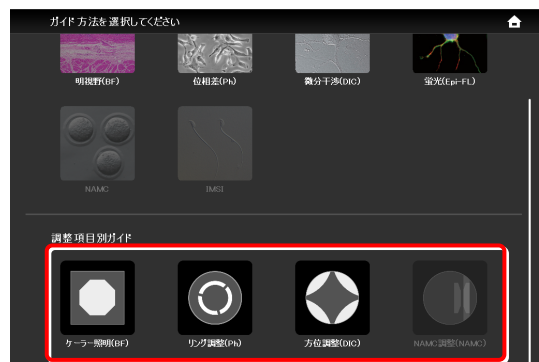 ガイド方法を選択してください
明視野(BF) 位相差(Ph) 微分干渉(DIC) 蛍光(Epi-FL)
NAMC IMSI
調整項目別ガイド
ケーラー照明(BF) リング調整(Ph) 方位調整(DIC) NAMC調整(NAMC)